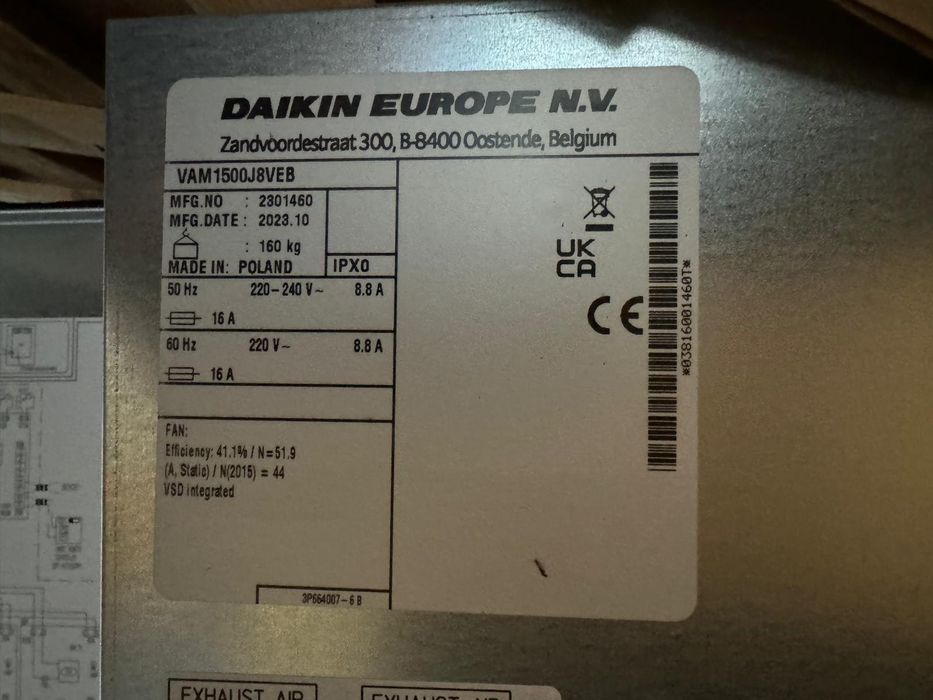 DAIKIN EUROPE N.V.
Zandvoordestraat 300, B-8400 Oostende, Belgium
VAM1500J8VEB
MFG.NO : 2301460
MFG.DATE : 2023.10
: 160 kg
MADE IN: POLAND
IPX0
50 Hz 220-240 V~ 8.8 A
16 A
60 Hz 220 V~ 8.8 A
16 A
FAN:
Efficiency: 41.1% / N=51.9
(A, Static) / N(2015) = 44
VSD integrated
3P664007-6 B
UK
CA
CE
*03816001460T*
EXHAUST AIR